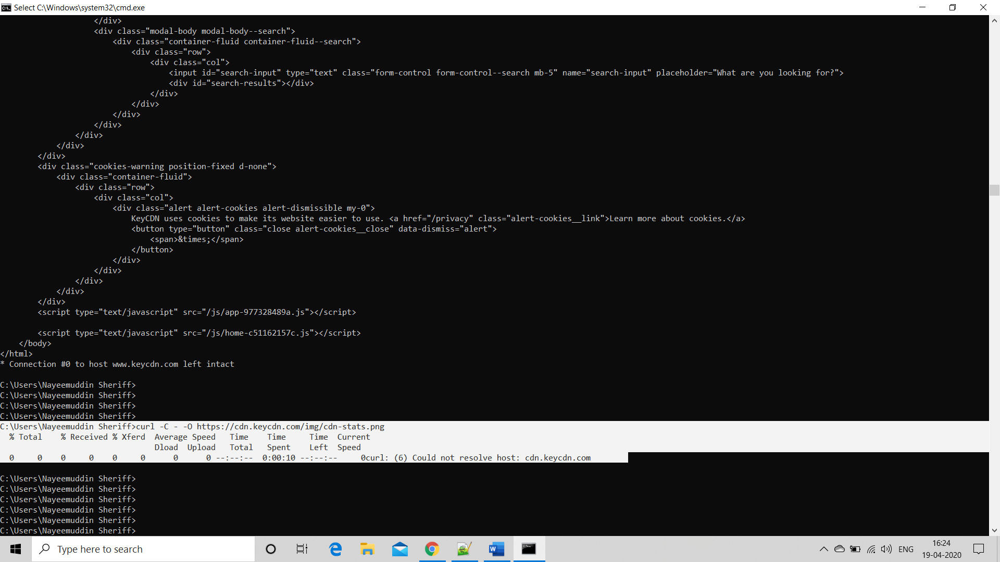 Select C:\Windows\system32\cmd.exe
</div>
<div class="modal-body modal-body--search">
<div class="container-fluid container-fluid--search">
<div class="row">
<div class="col">
<input id="search-input" type="text" class="form-control form-control--search mb-5" name="search-input" placeholder="What are you looking for?">
<div id="search-results"></div>
</div>
</div>
</div>
</div>
</div>
</div>
</div>
<div class="cookies-warning position-fixed d-none">
<div class="container-fluid">
<div class="row">
<div class="col">
<div class="alert alert-cookies alert-dismissible my-0">
KeyCDN uses cookies to make its website easier to use. <a href="/privacy" class="alert-cookies__link">Learn more about cookies.</a>
<button type="button" class="close alert-cookies__close" data-dismiss="alert">
<span>&times;</span>
</button>
</div>
</div>
</div>
</div>
</div>
<script type="text/javascript" src="/js/app-977328489a.js"></script>
<script type="text/javascript" src="/js/home-c51162157c.js"></script>
</body>
</html>
* Connection #0 to host www.keycdn.com left intact
C:\Users\Nayeemuddin Sheriff>
C:\Users\Nayeemuddin Sheriff>
C:\Users\Nayeemuddin Sheriff>
C:\Users\Nayeemuddin Sheriff>
C:\Users\Nayeemuddin Sheriff>curl -C - -O https://cdn.keycdn.com/img/cdn-stats.png
% Total % Received % Xferd Average Speed Time Time Time Current
Dload Upload Total Spent Left Speed
0 0 0 0 0 0 0 0 --:--:-- 0:00:10 --:--:-- 0curl: (6) Could not resolve host: cdn.keycdn.com
C:\Users\Nayeemuddin Sheriff>
C:\Users\Nayeemuddin Sheriff>
C:\Users\Nayeemuddin Sheriff>
C:\Users\Nayeemuddin Sheriff>
C:\Users\Nayeemuddin Sheriff>
C:\Users\Nayeemuddin Sheriff>
Type here to search
ENG
16:24
19-04-2020